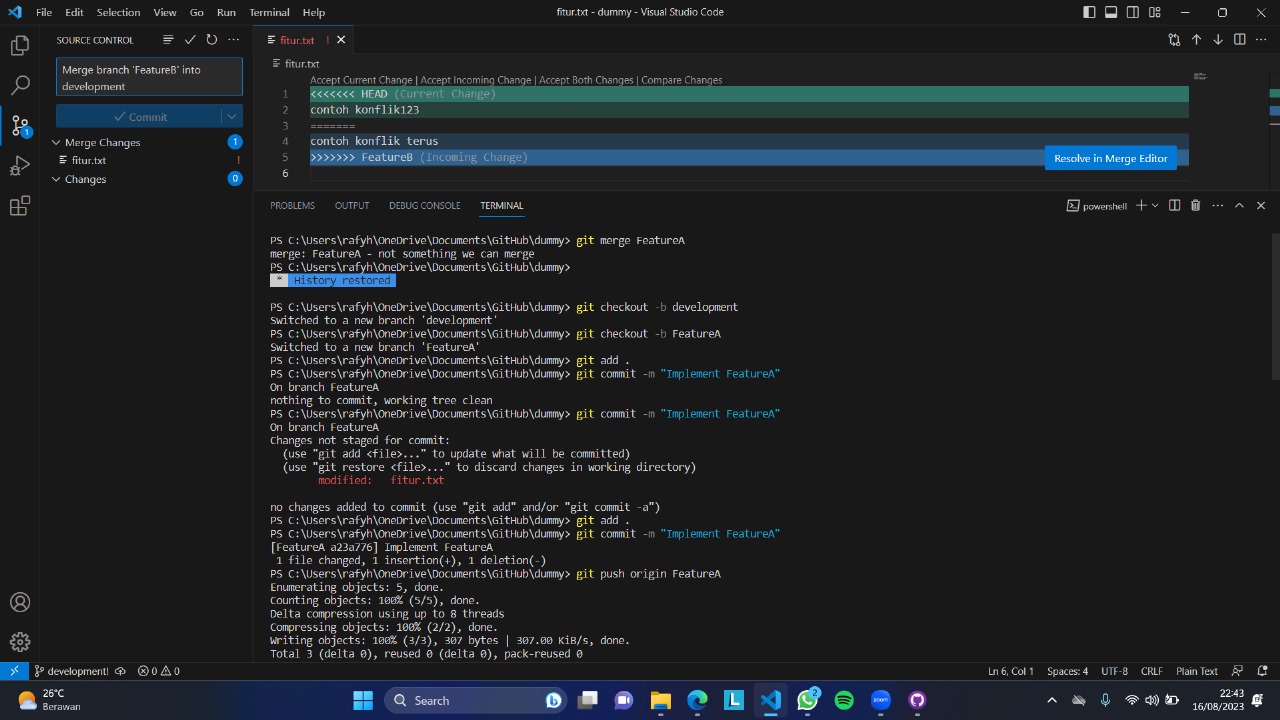 File Edit Selection View Go Run Terminal Help
fitur.txt - dummy - Visual Studio Code
SOURCE CONTROL
Merge branch 'FeatureB' into
development
Commit
Merge Changes 1
fitur.txt !
Changes 0
1
fitur.txt !
fitur.txt
Accept Current Change | Accept Incoming Change | Accept Both Changes | Compare Changes
1 <<<<<<< HEAD (Current Change)
2 contoh konflik123
3 =======
4 contoh konflik terus
5 >>>>>>> FeatureB (Incoming Change)
6
Resolve in Merge Editor
PROBLEMS OUTPUT DEBUG CONSOLE TERMINAL
powershell
PS C:\Users\rafyh\OneDrive\Documents\GitHub\dummy> git merge FeatureA
merge: FeatureA - not something we can merge
PS C:\Users\rafyh\OneDrive\Documents\GitHub\dummy>
* History restored
PS C:\Users\rafyh\OneDrive\Documents\GitHub\dummy> git checkout -b development
Switched to a new branch 'development'
PS C:\Users\rafyh\OneDrive\Documents\GitHub\dummy> git checkout -b FeatureA
Switched to a new branch 'FeatureA'
PS C:\Users\rafyh\OneDrive\Documents\GitHub\dummy> git add .
PS C:\Users\rafyh\OneDrive\Documents\GitHub\dummy> git commit -m "Implement FeatureA"
On branch FeatureA
nothing to commit, working tree clean
PS C:\Users\rafyh\OneDrive\Documents\GitHub\dummy> git commit -m "Implement FeatureA"
On branch FeatureA
Changes not staged for commit:
(use "git add <file>..." to update what will be committed)
(use "git restore <file>..." to discard changes in working directory)
modified: fitur.txt
no changes added to commit (use "git add" and/or "git commit -a")
PS C:\Users\rafyh\OneDrive\Documents\GitHub\dummy> git add .
PS C:\Users\rafyh\OneDrive\Documents\GitHub\dummy> git commit -m "Implement FeatureA"
[FeatureA a23a776] Implement FeatureA
1 file changed, 1 insertion(+), 1 deletion(-)
PS C:\Users\rafyh\OneDrive\Documents\GitHub\dummy> git push origin FeatureA
Enumerating objects: 5, done.
Counting objects: 100% (5/5), done.
Delta compression using up to 8 threads
Compressing objects: 100% (2/2), done.
Writing objects: 100% (3/3), 307 bytes | 307.00 KiB/s, done.
Total 3 (delta 0), reused 0 (delta 0), pack-reused 0
development! 0 0
Ln 6, Col 1 Spaces: 4 UTF-8 CRLF Plain Text
26°C
Berawan
Search
L
2
zoom
22:43
16/08/2023